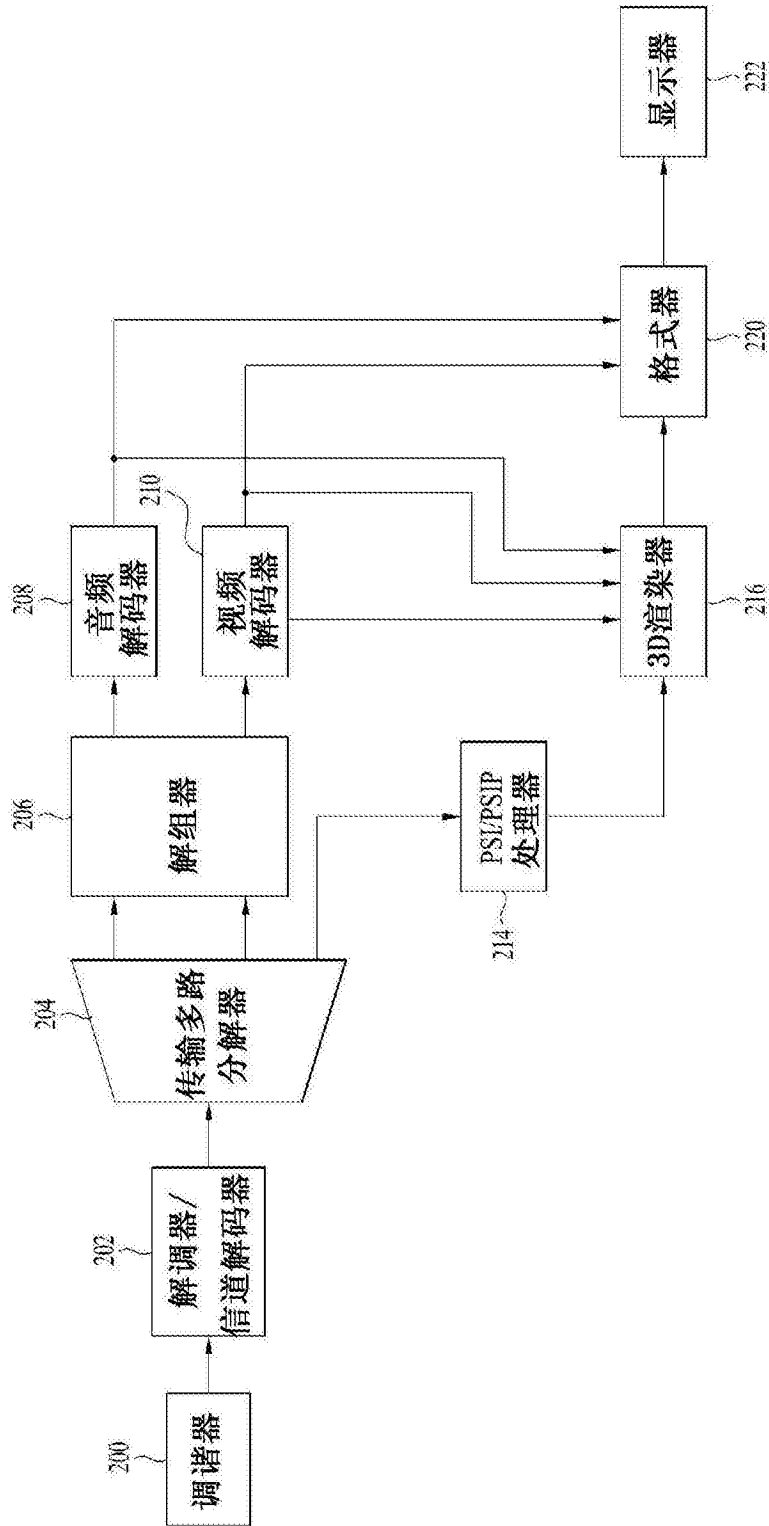 200
调谐器
202
解调器/
信道解码器
204
传输多路
分解器
206
解组器
208
音频
解码器
210
视频
解码器
214
PSI/PSIP
处理器
3D渲染器
216
格式器
220
显示器
222